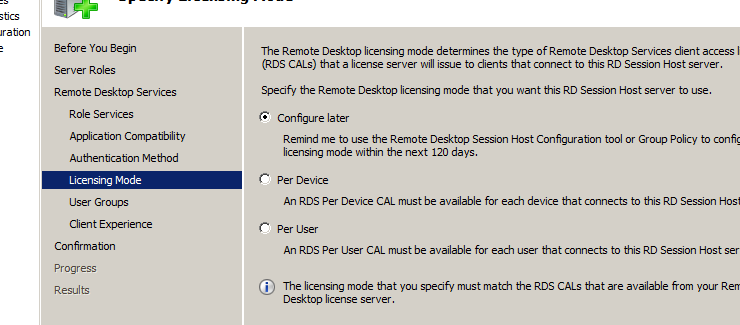 stics
uration
Before You Begin
Server Roles
Remote Desktop Services
Role Services
Application Compatibility
Authentication Method
Licensing Mode
User Groups
Client Experience
Confirmation
Progress
Results
The Remote Desktop licensing mode determines the type of Remote Desktop Services client access l
(RDS CALs) that a license server will issue to clients that connect to this RD Session Host server.
Specify the Remote Desktop licensing mode that you want this RD Session Host server to use.
Configure later
Remind me to use the Remote Desktop Session Host Configuration tool or Group Policy to config
licensing mode within the next 120 days.
Per Device
An RDS Per Device CAL must be available for each device that connects to this RD Session Host
Per User
An RDS Per User CAL must be available for each user that connects to this RD Session Host ser
The licensing mode that you specify must match the RDS CALs that are available from your Rem
Desktop license server.